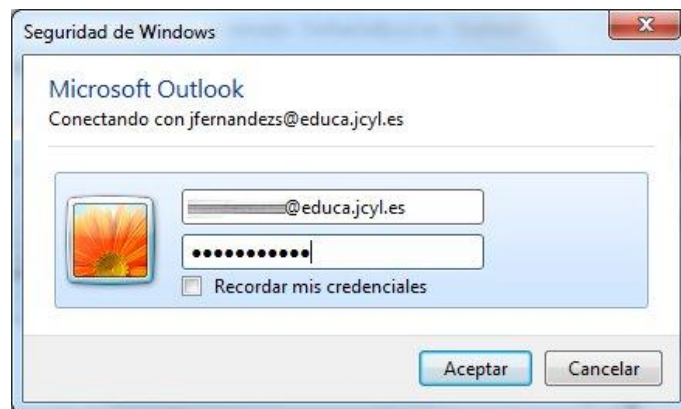 Seguridad de Windows
Microsoft Outlook
Conectando con jfernandezs@educa.jcyl.es
@educa.jcyl.es
●●●●●●●●●●●
Recordar mis credenciales
Aceptar
Cancelar